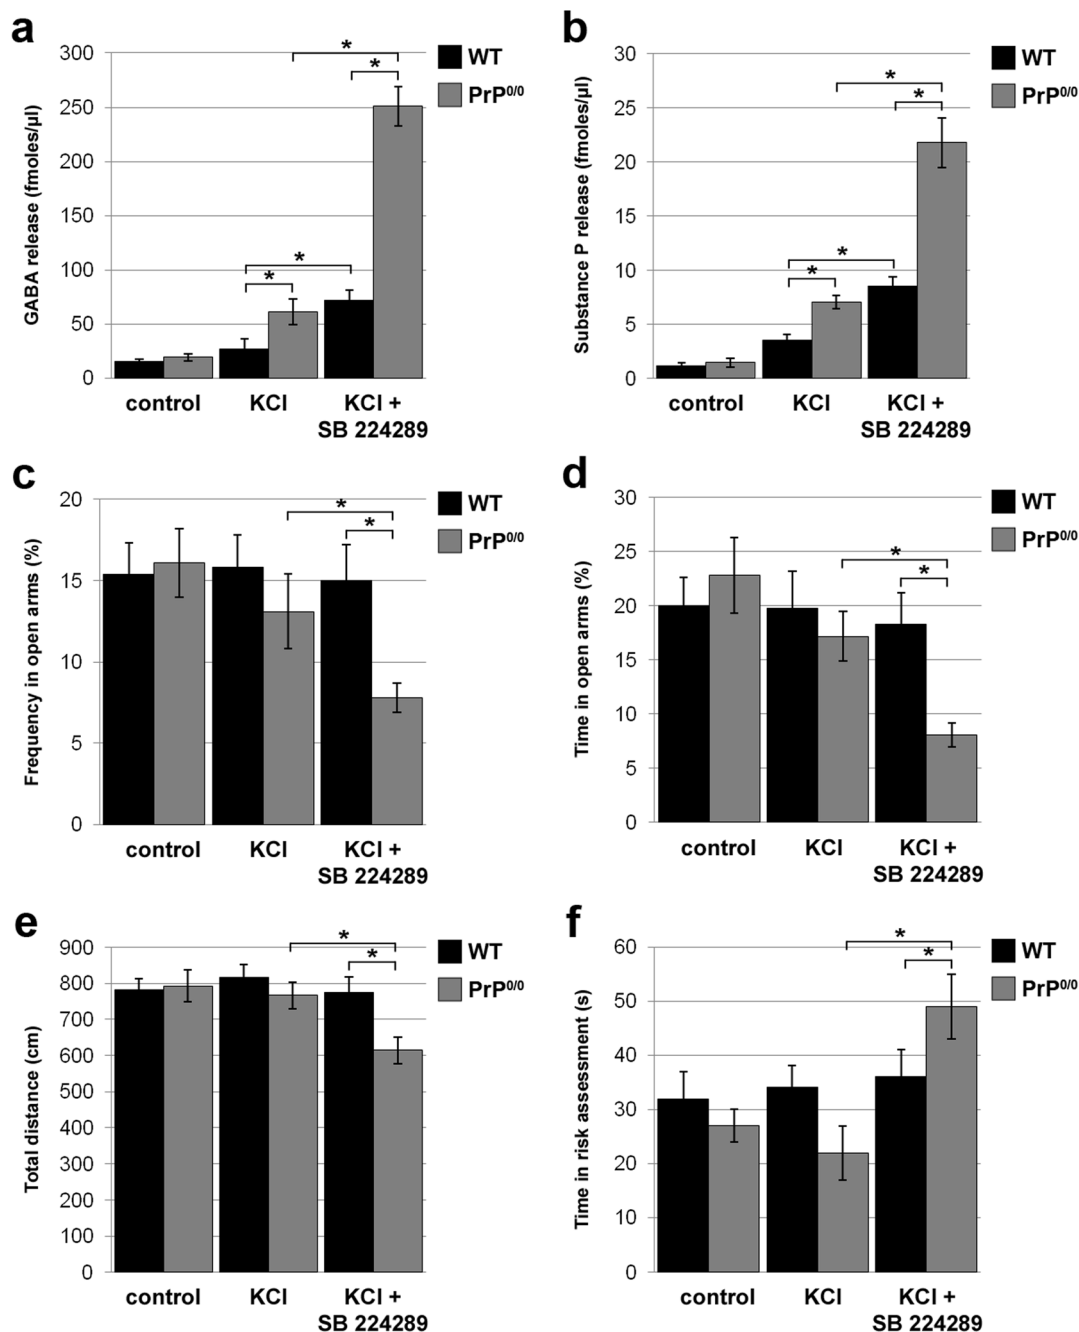 a
GABA release (fmoles/µl)
300
250
200
150
100
50
0
* *
* *
WT
PrP0/0
control KCl KCl +
SB 224289
b
Substance P release (fmoles/µl)
30
25
20
15
10
5
0
* *
* *
WT
PrP0/0
control KCl KCl +
SB 224289
c
Frequency in open arms (%)
20
15
10
5
0
*
*
WT
PrP0/0
control KCl KCl +
SB 224289
d
Time in open arms (%)
30
25
20
15
10
5
0
*
*
WT
PrP0/0
control KCl KCl +
SB 224289
e
Total distance (cm)
900
800
700
600
500
400
300
200
100
0
*
*
WT
PrP0/0
control KCl KCl +
SB 224289
f
Time in risk assessment (s)
60
50
40
30
20
10
0
*
*
WT
PrP0/0
control KCl KCl +
SB 224289